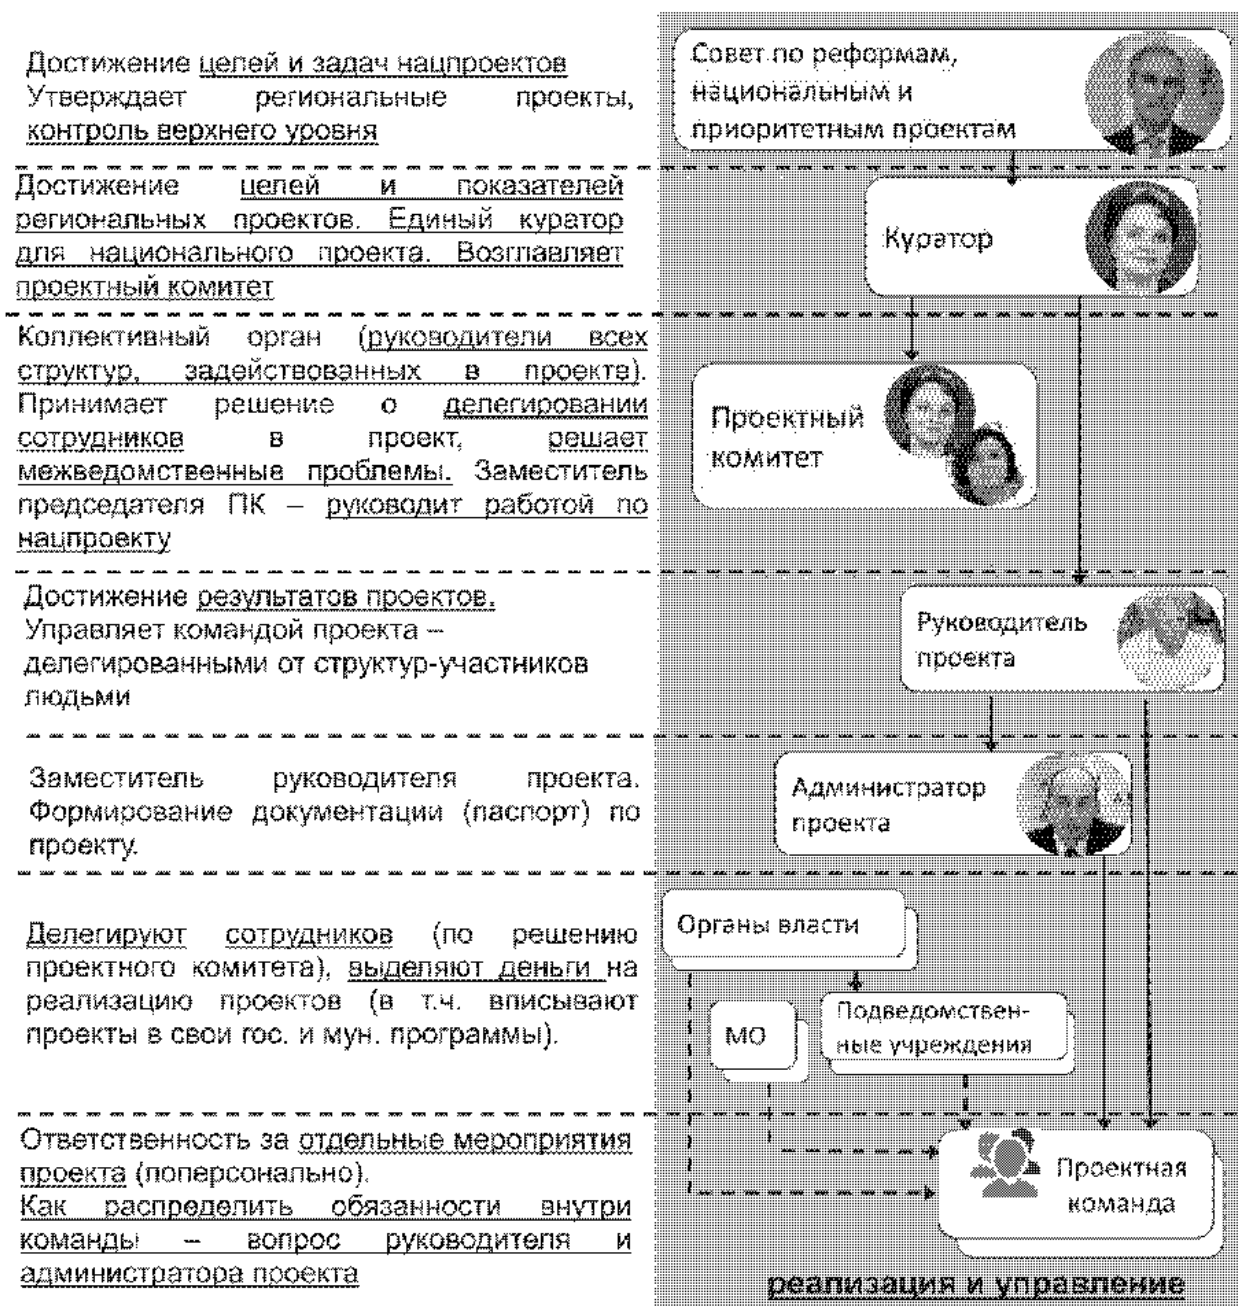 Достижение целей и задач нацпроектов
Утверждает региональные проекты,
контроль верхнего уровня
Совет по реформам,
национальным и
приоритетным проектам
Достижение целей и показателей
региональных проектов. Единый куратор
для национального проекта. Возглавляет
проектный комитет
Куратор
Коллективный орган (руководители всех
структур, задействованных в проекте).
Принимает решение о делегировании
сотрудников в проект, решает
межведомственные проблемы. Заместитель
председателя ПК – руководит работой по
нацпроекту
Проектный
комитет
Достижение результатов проектов.
Управляет командой проекта –
делегированными от структур-участников
людьми
Руководитель
проекта
Заместитель руководителя проекта.
Формирование документации (паспорт) по
проекту.
Администратор
проекта
Делегируют сотрудников (по решению
проектного комитета), выделяют деньги на
реализацию проектов (в т.ч. вписывают
проекты в свои гос. и мун. программы).
Органы власти
МО
Подведомствен-
ные учреждения
Ответственность за отдельные мероприятия
проекта (поперсонально).
Как распределить обязанности внутри
команды – вопрос руководителя и
администратора проекта
Проектная
команда
реализация и управление